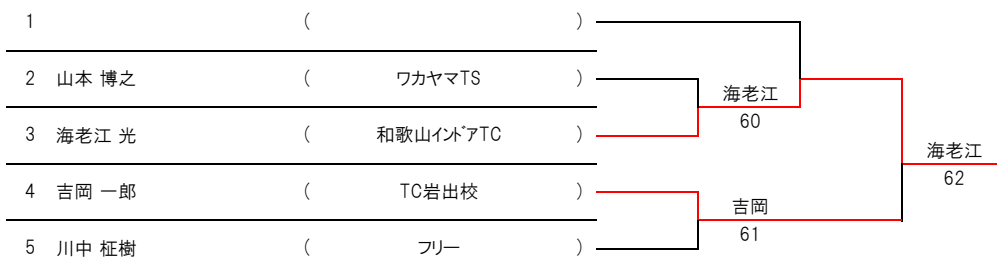 1 ( )
2 山本 博之 ( ワカヤマTS )
海老江
60
3 海老江 光 ( 和歌山インドアTC )
海老江
62
4 吉岡 一郎 ( TC岩出校 )
吉岡
61
5 川中 柾樹 ( フリー )